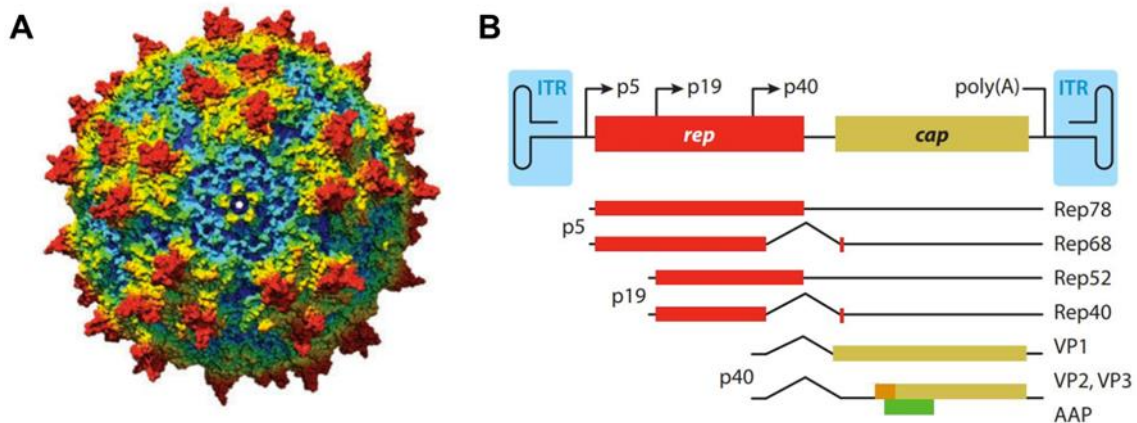 A
B
ITR p5 p19 p40 poly(A) ITR
rep cap
Rep78
p5
Rep68
Rep52
p19
Rep40
VP1
p40
VP2, VP3
AAP